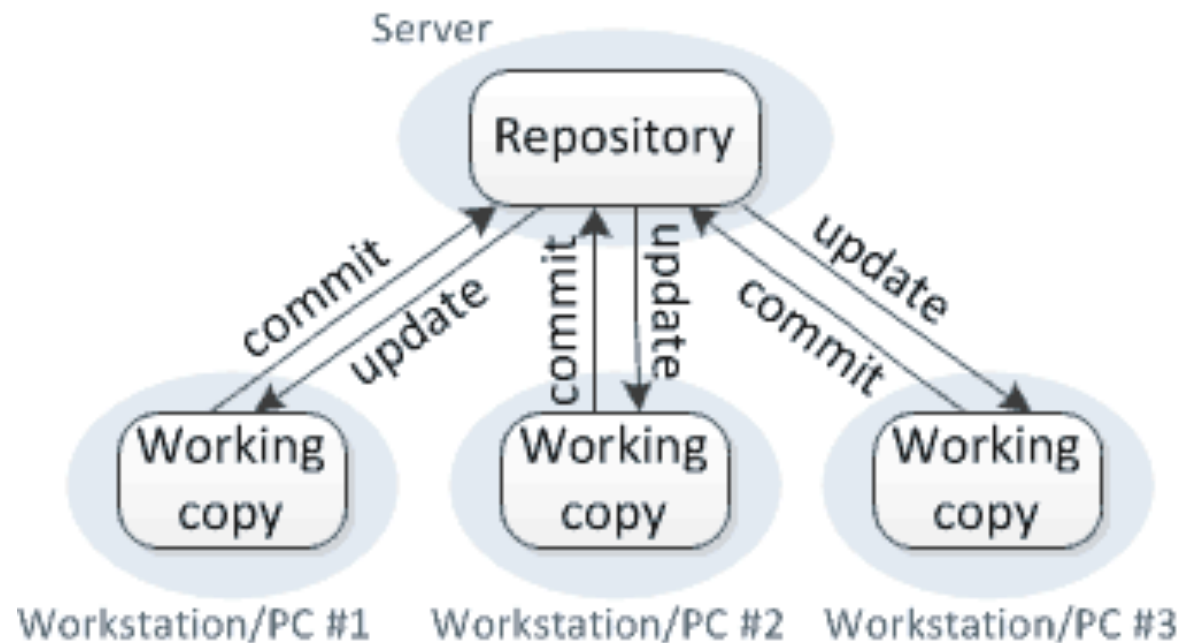 Server
Repository
commit
update
commit
update
commit
update
Working
copy
Working
copy
Working
copy
Workstation/PC #1
Workstation/PC #2
Workstation/PC #3